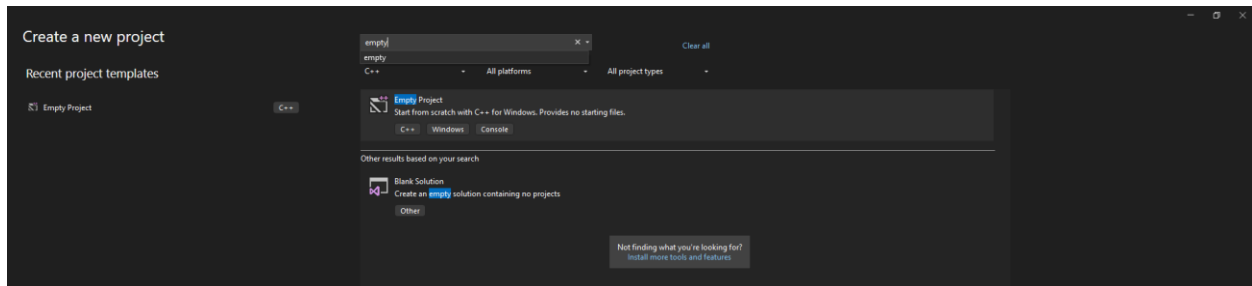 Create a new project
Recent project templates
Empty Project
C++
empty
Clear all
empty
C++
All platforms
All project types
Empty Project
Start from scratch with C++ for Windows. Provides no starting files.
C++ Windows Console
Other results based on your search
Blank Solution
Create an empty solution containing no projects
Other
Not finding what you're looking for?
Install more tools and features